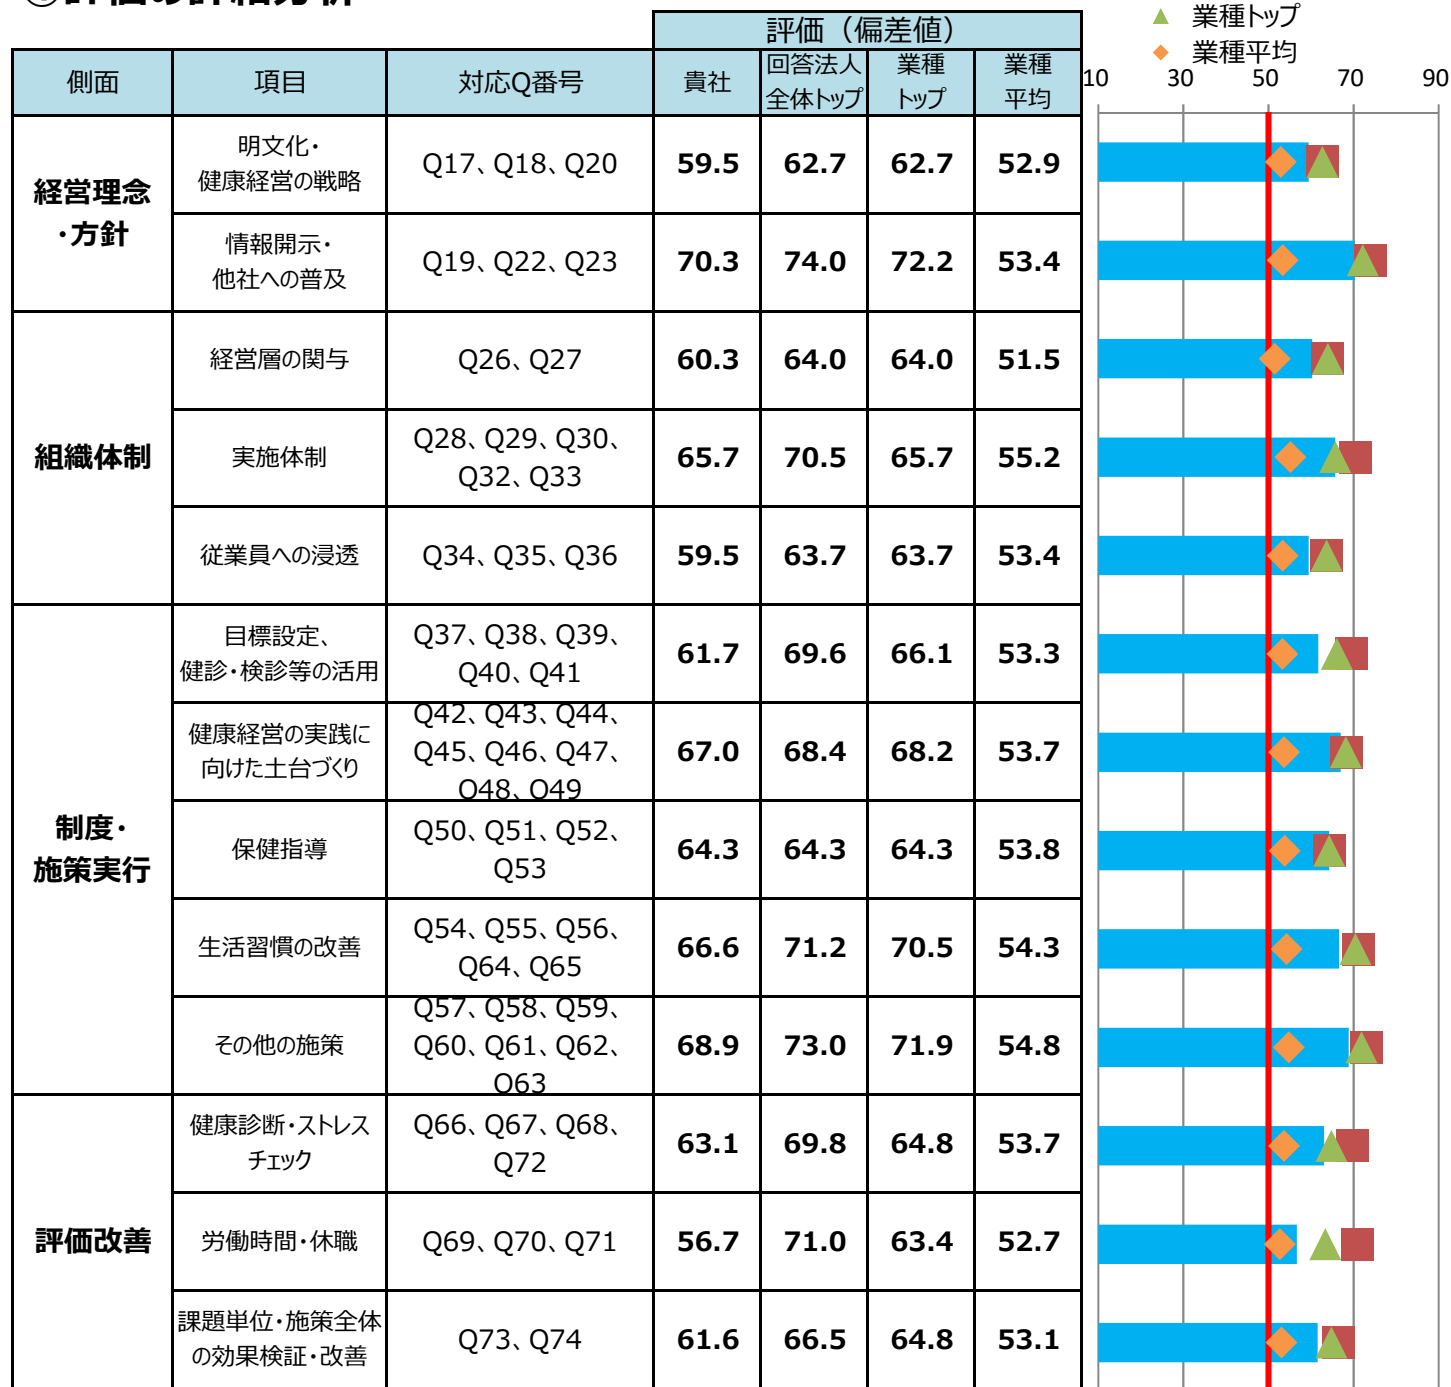 評価（偏差値）
側面 項目 対応Q番号 貴社 回答法人 業種 業種
全体トップ トップ 平均
▲ 業種トップ
◆ 業種平均
10 30 50 70 90
経営理念
・方針
明文化・
健康経営の戦略
Q17、Q18、Q20 59.5 62.7 62.7 52.9
情報開示・
他社への普及
Q19、Q22、Q23 70.3 74.0 72.2 53.4
組織体制
経営層の関与 Q26、Q27 60.3 64.0 64.0 51.5
実施体制
Q28、Q29、Q30、
Q32、Q33
65.7 70.5 65.7 55.2
従業員への浸透 Q34、Q35、Q36 59.5 63.7 63.7 53.4
制度・
施策実行
目標設定、
健診・検診等の活用
Q37、Q38、Q39、
Q40、Q41
61.7 69.6 66.1 53.3
健康経営の実践に
向けた土台づくり
Q42、Q43、Q44、
Q45、Q46、Q47、
Q48、Q49
67.0 68.4 68.2 53.7
保健指導
Q50、Q51、Q52、
Q53
64.3 64.3 64.3 53.8
生活習慣の改善
Q54、Q55、Q56、
Q64、Q65
66.6 71.2 70.5 54.3
その他の施策
Q57、Q58、Q59、
Q60、Q61、Q62、
Q63
68.9 73.0 71.9 54.8
評価改善
健康診断・ストレス
チェック
Q66、Q67、Q68、
Q72
63.1 69.8 64.8 53.7
労働時間・休職 Q69、Q70、Q71 56.7 71.0 63.4 52.7
課題単位・施策全体
の効果検証・改善
Q73、Q74 61.6 66.5 64.8 53.1